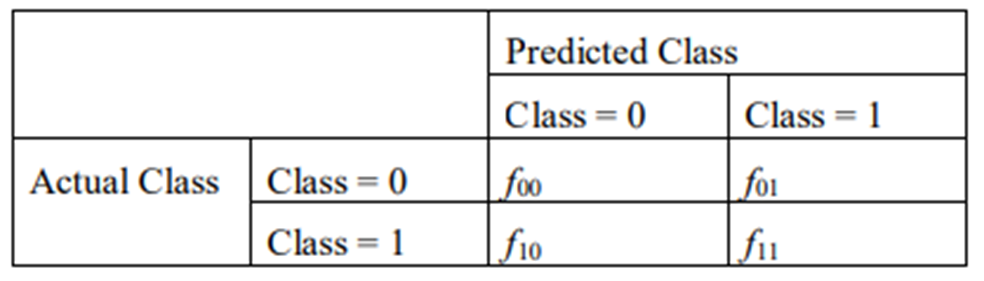 Predicted Class
Class = 0 Class = 1
Actual Class Class = 0 f00 f01
Class = 1 f10 f11